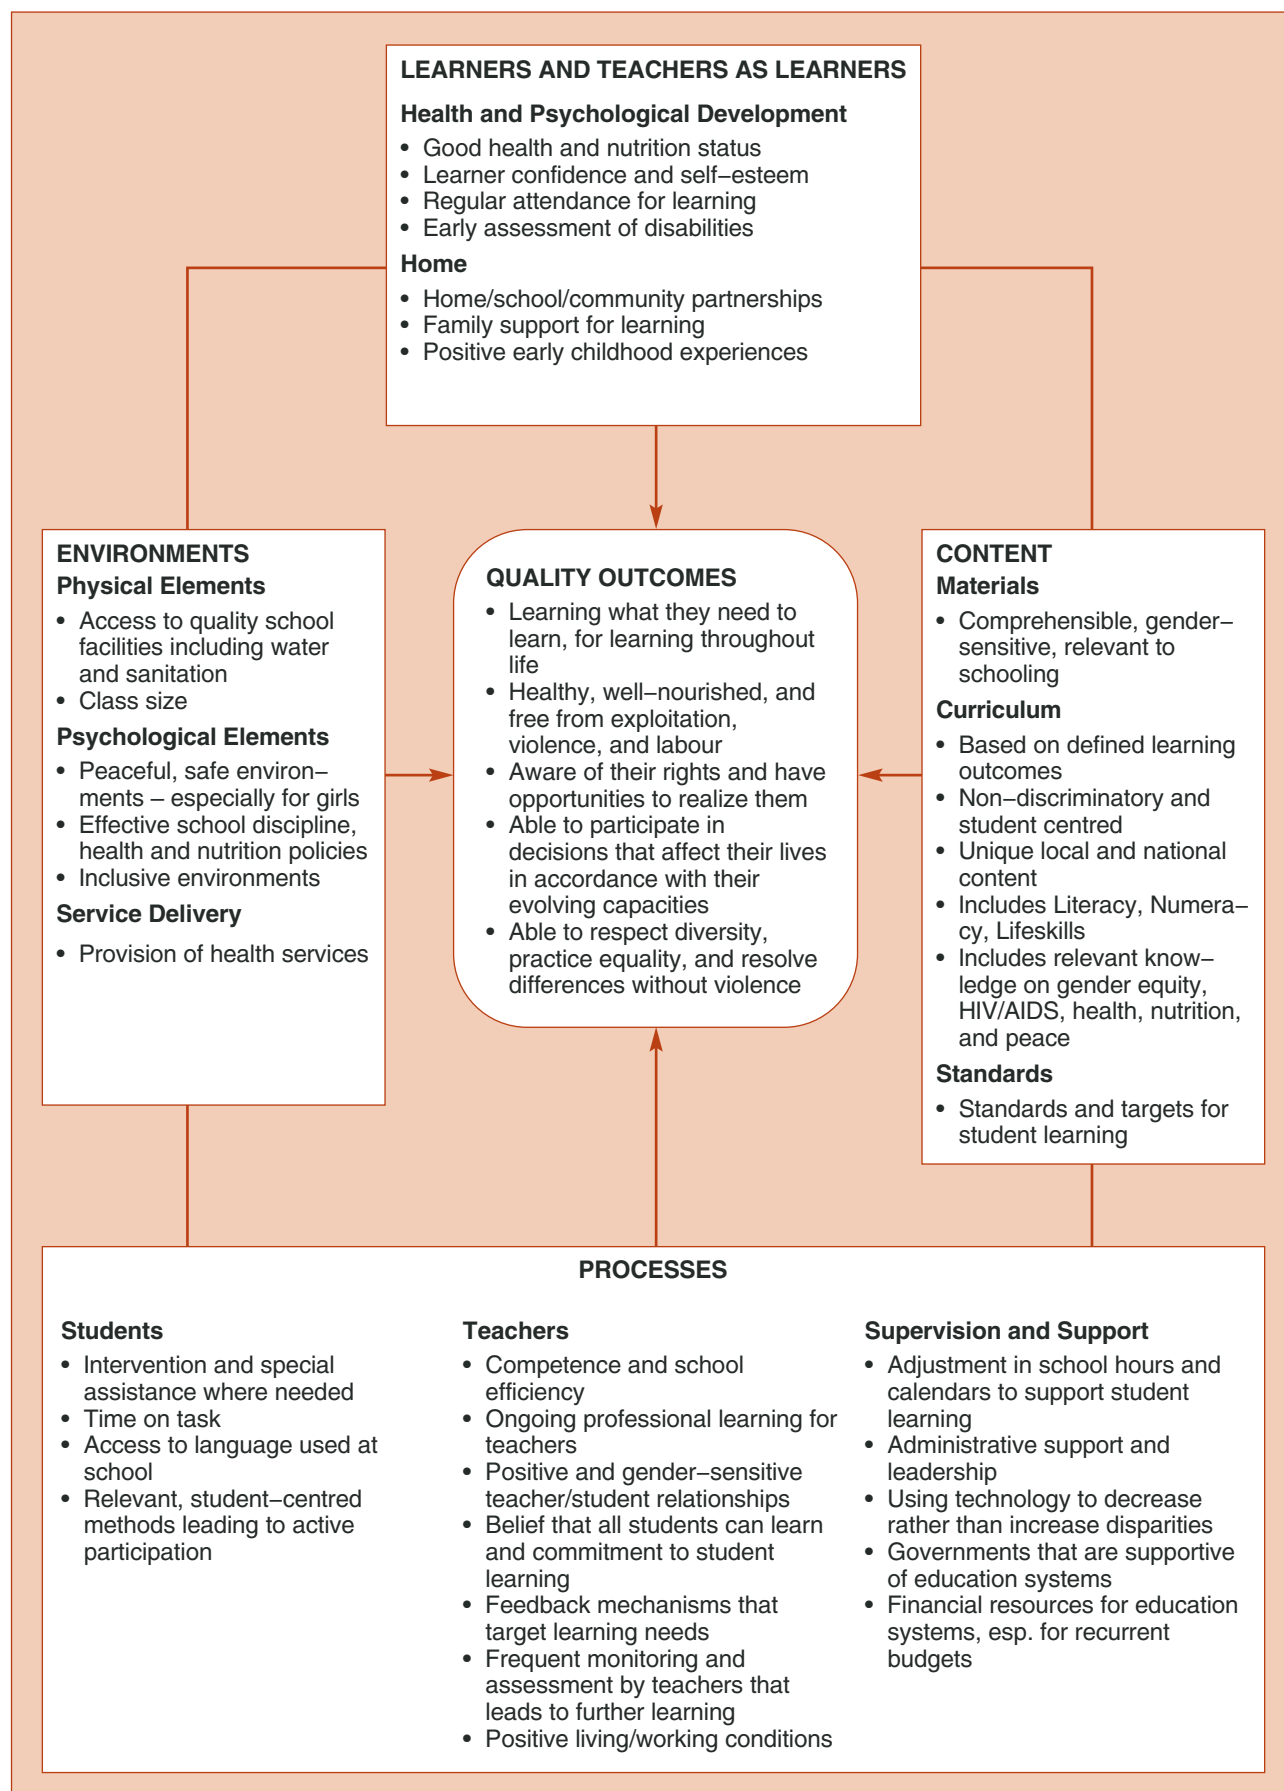 LEARNERS AND TEACHERS AS LEARNERS
Health and Psychological Development
• Good health and nutrition status
• Learner confidence and self–esteem
• Regular attendance for learning
• Early assessment of disabilities
Home
• Home/school/community partnerships
• Family support for learning
• Positive early childhood experiences
ENVIRONMENTS
Physical Elements
• Access to quality school
facilities including water
and sanitation
• Class size
Psychological Elements
• Peaceful, safe environ–
ments – especially for girls
• Effective school discipline,
health and nutrition policies
• Inclusive environments
Service Delivery
• Provision of health services
QUALITY OUTCOMES
• Learning what they need to
learn, for learning throughout
life
• Healthy, well–nourished, and
free from exploitation,
violence, and labour
• Aware of their rights and have
opportunities to realize them
• Able to participate in
decisions that affect their lives
in accordance with their
evolving capacities
• Able to respect diversity,
practice equality, and resolve
differences without violence
CONTENT
Materials
• Comprehensible, gender–
sensitive, relevant to
schooling
Curriculum
• Based on defined learning
outcomes
• Non–discriminatory and
student centred
• Unique local and national
content
• Includes Literacy, Numera–
cy, Lifeskills
• Includes relevant know–
ledge on gender equity,
HIV/AIDS, health, nutrition,
and peace
Standards
• Standards and targets for
student learning
PROCESSES
Students
• Intervention and special
assistance where needed
• Time on task
• Access to language used at
school
• Relevant, student–centred
methods leading to active
participation
Teachers
• Competence and school
efficiency
• Ongoing professional learning for
teachers
• Positive and gender–sensitive
teacher/student relationships
• Belief that all students can learn
and commitment to student
learning
• Feedback mechanisms that
target learning needs
• Frequent monitoring and
assessment by teachers that
leads to further learning
• Positive living/working conditions
Supervision and Support
• Adjustment in school hours and
calendars to support student
learning
• Administrative support and
leadership
• Using technology to decrease
rather than increase disparities
• Governments that are supportive
of education systems
• Financial resources for education
systems, esp. for recurrent
budgets